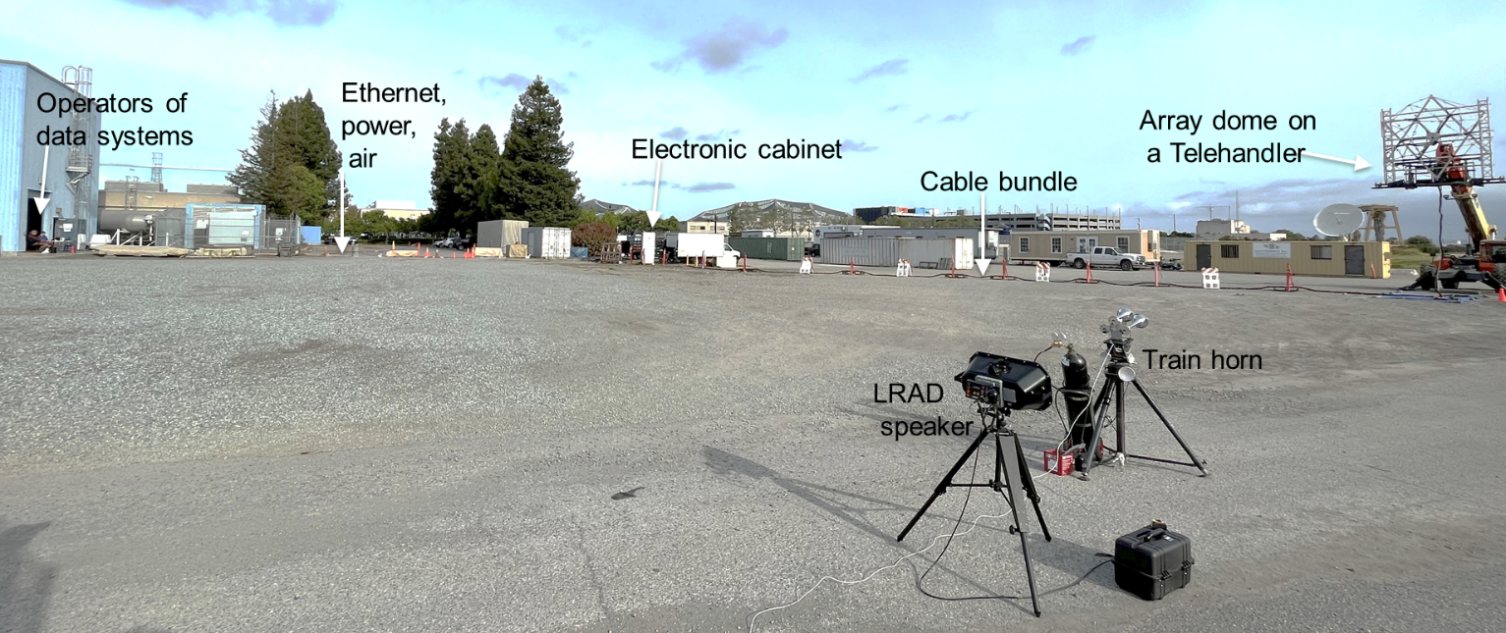 Operators of
data systems
Ethernet,
power,
air
Electronic cabinet
Cable bundle
Array dome on
a Telehandler
Train horn
LRAD
speaker